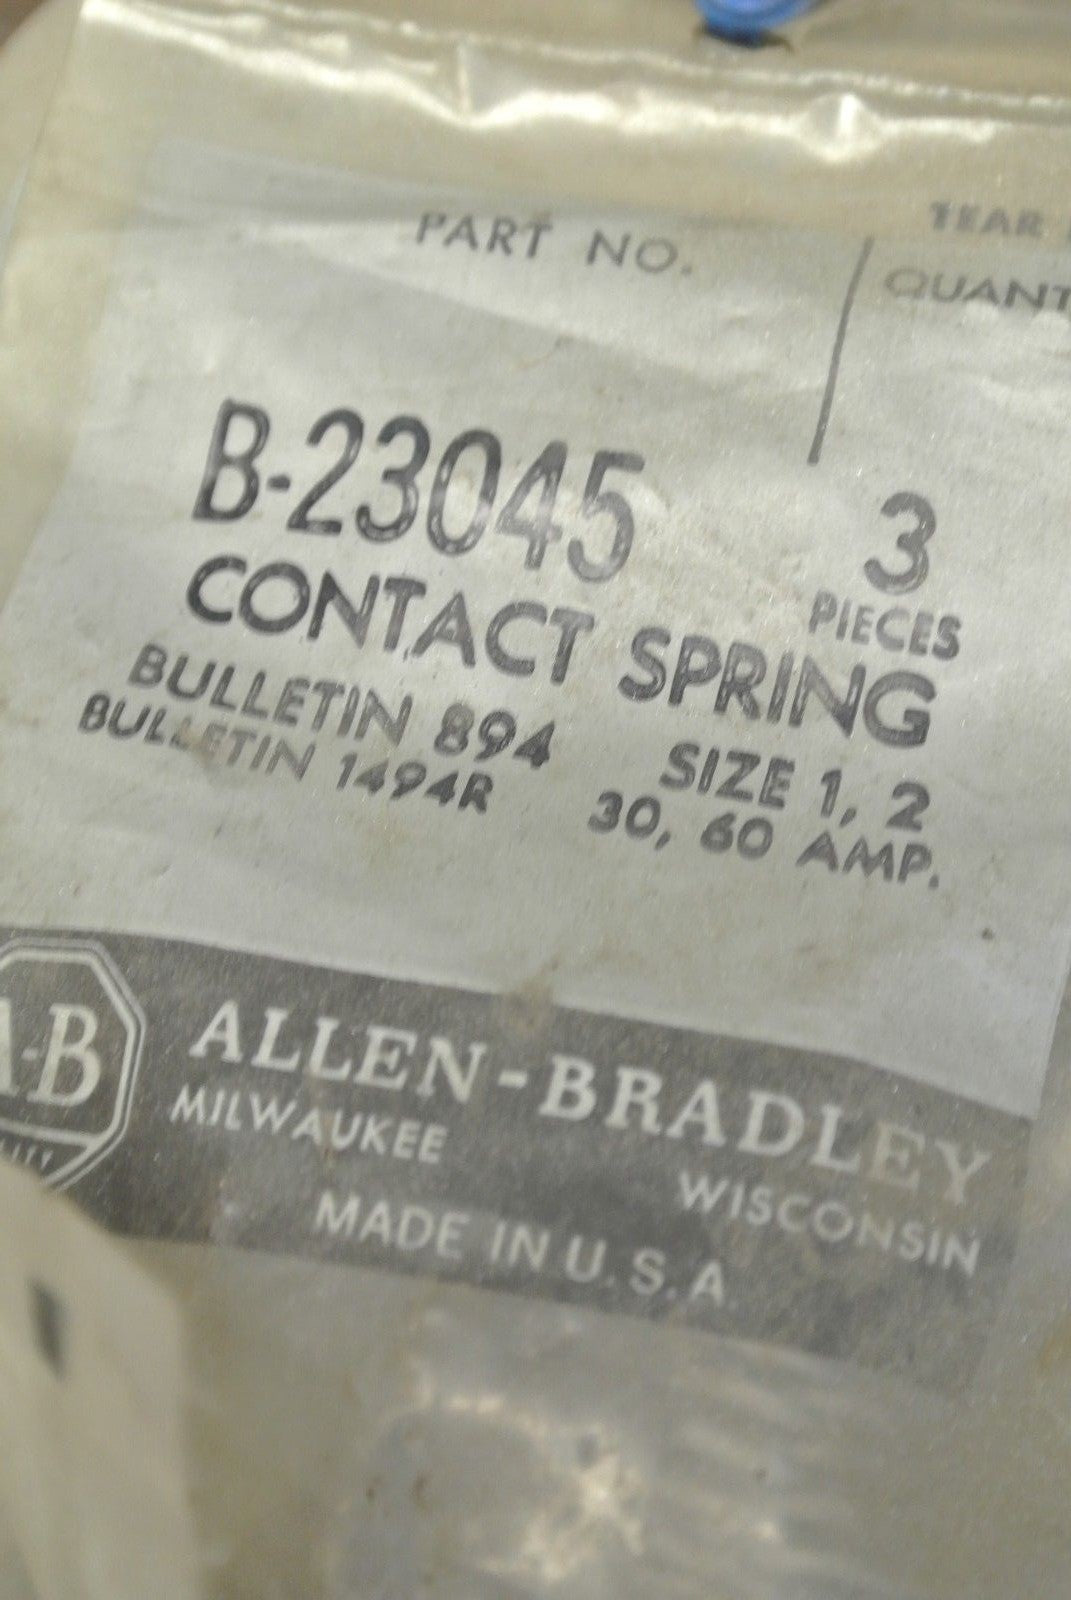 TEAR
PART NO.
QUANT
B-23045
3
PIECES
CONTACT SPRING
BULLETIN 894 SIZE 1, 2
BULLETIN 1494R 30, 60 AMP.
A-B
ALLEN-BRADLEY
MILWAUKEE WISCONSIN
MADE IN U.S.A.